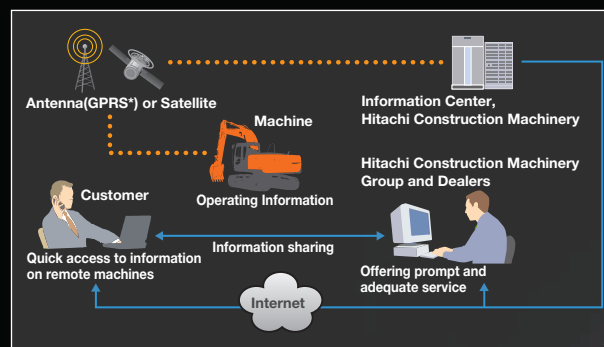 Antenna(GPRS*) or Satellite
Information Center,
Hitachi Construction Machinery
Machine
Operating Information
Hitachi Construction Machinery
Group and Dealers
Customer
Quick access to information
on remote machines
Information sharing
Offering prompt and
adequate service
Internet